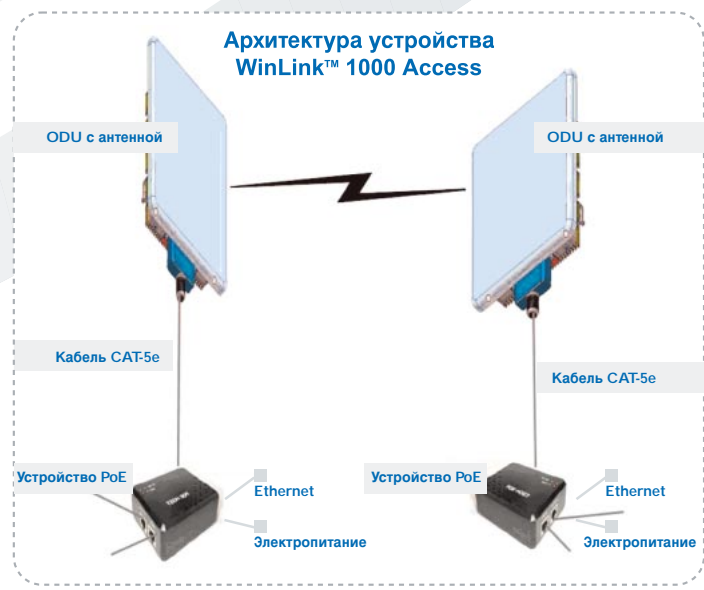 Архитектура устройства
WinLink™ 1000 Access
ODU с антенной
ODU с антенной
Кабель CAT-5e
Кабель CAT-5e
Устройство PoE
Ethernet
Электропитание
Устройство PoE
Ethernet
Электропитание